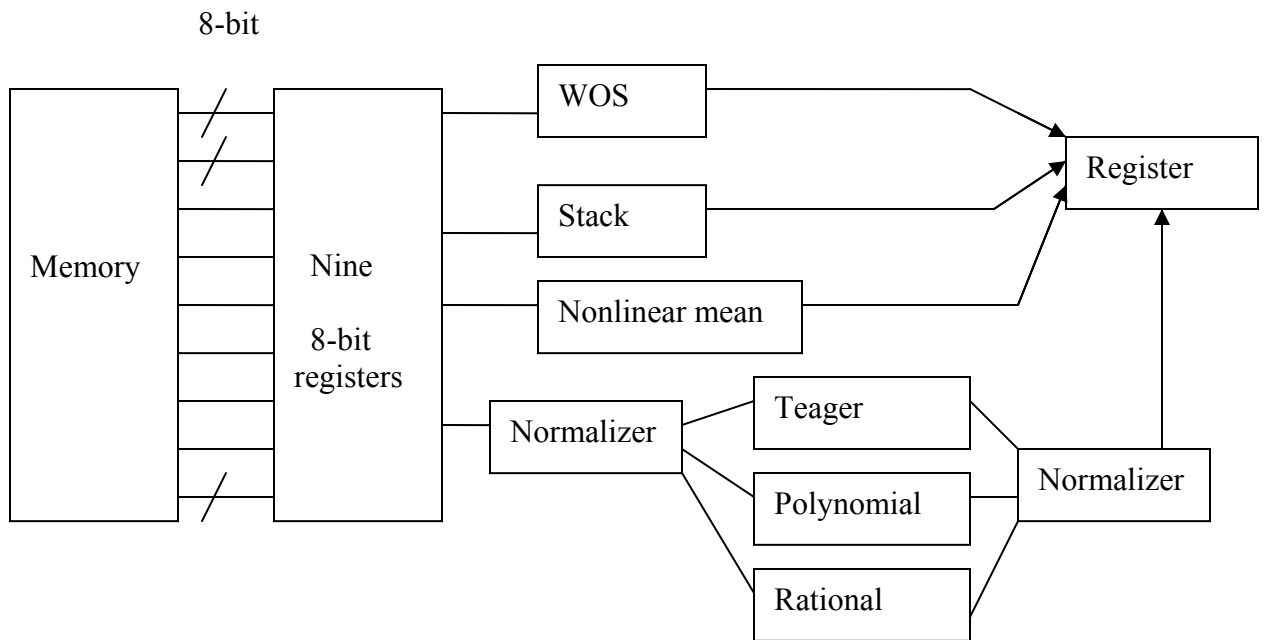 8-bit
WOS
Register
Stack
Memory
Nine
Nonlinear mean
8-bit
registers
Teager
Normalizer
Normalizer
Polynomial
Rational